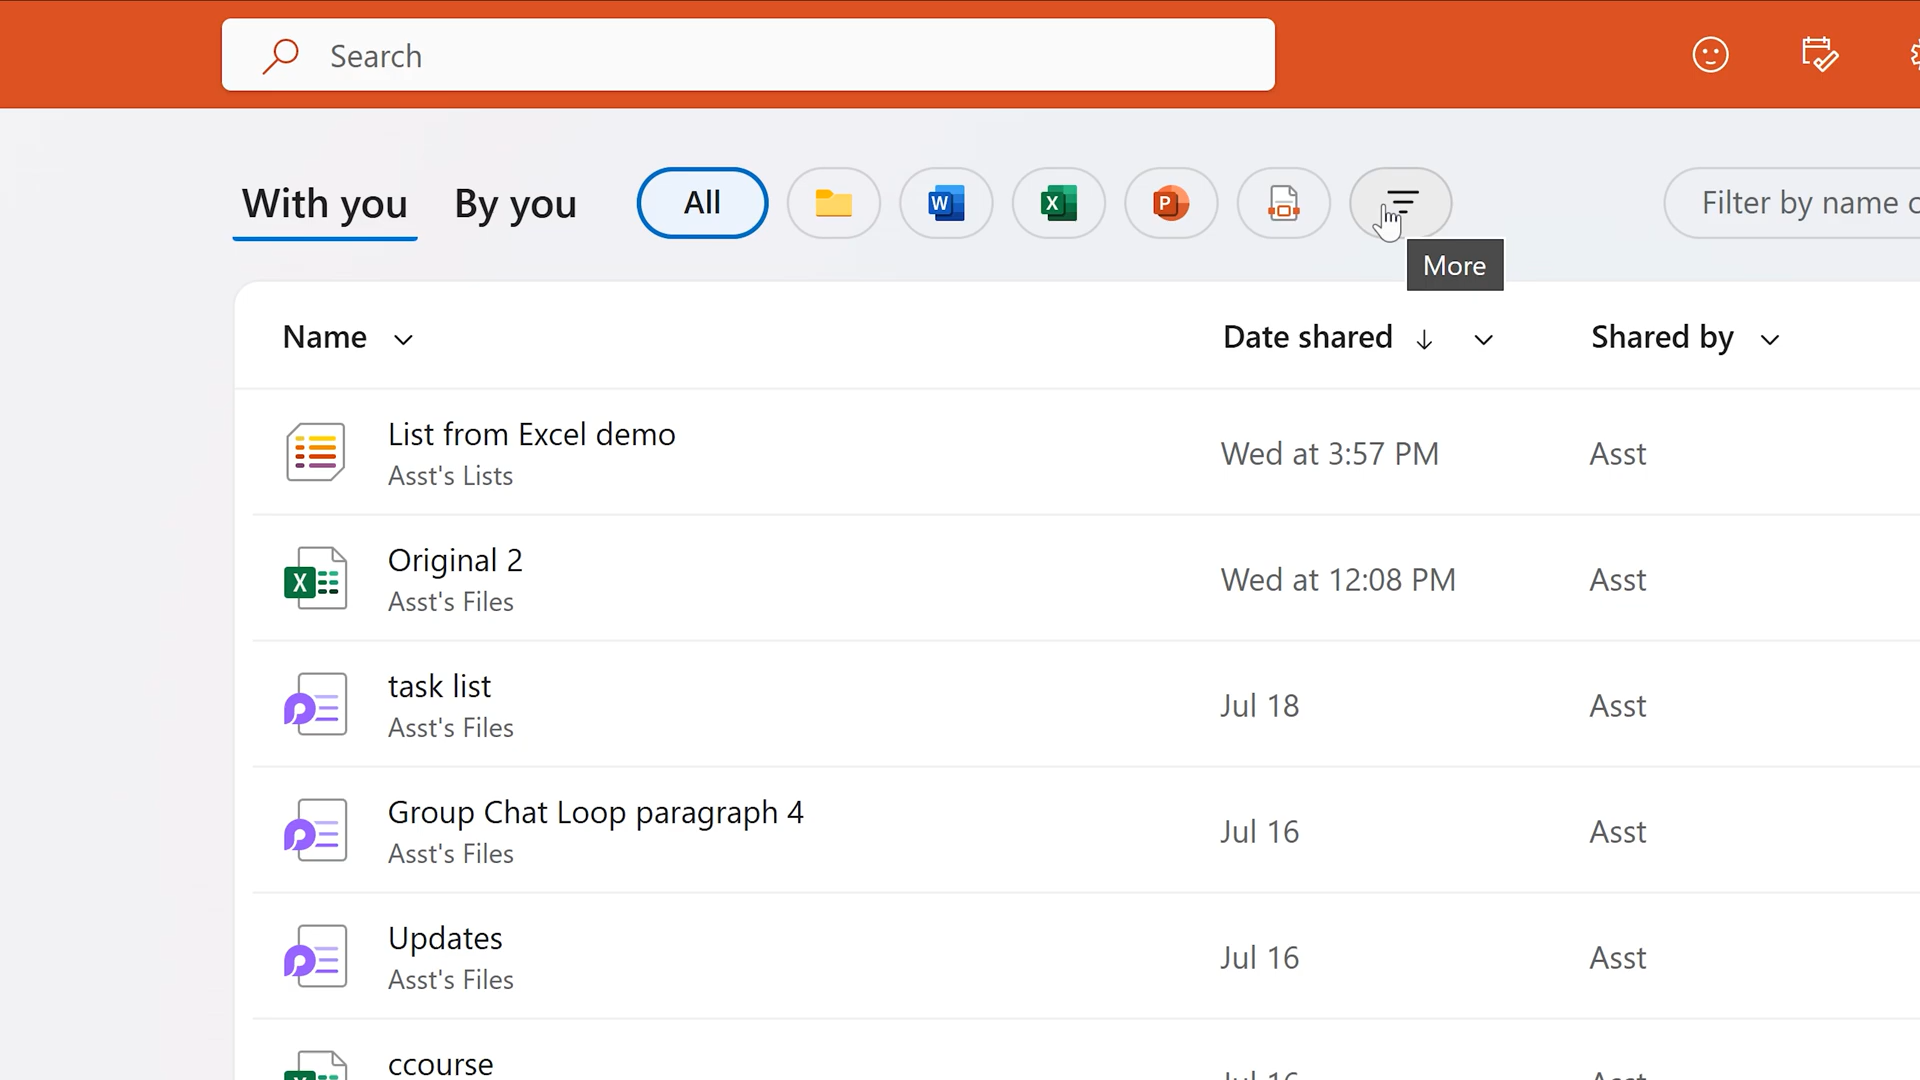 Search
With you By you All Filter by name
More
Name Date shared Shared by
List from Excel demo
Asst's Lists
Wed at 3:57 PM Asst
Original 2
Asst's Files
Wed at 12:08 PM Asst
task list
Asst's Files
Jul 18 Asst
Group Chat Loop paragraph 4
Asst's Files
Jul 16 Asst
Updates
Asst's Files
Jul 16 Asst
ccourse